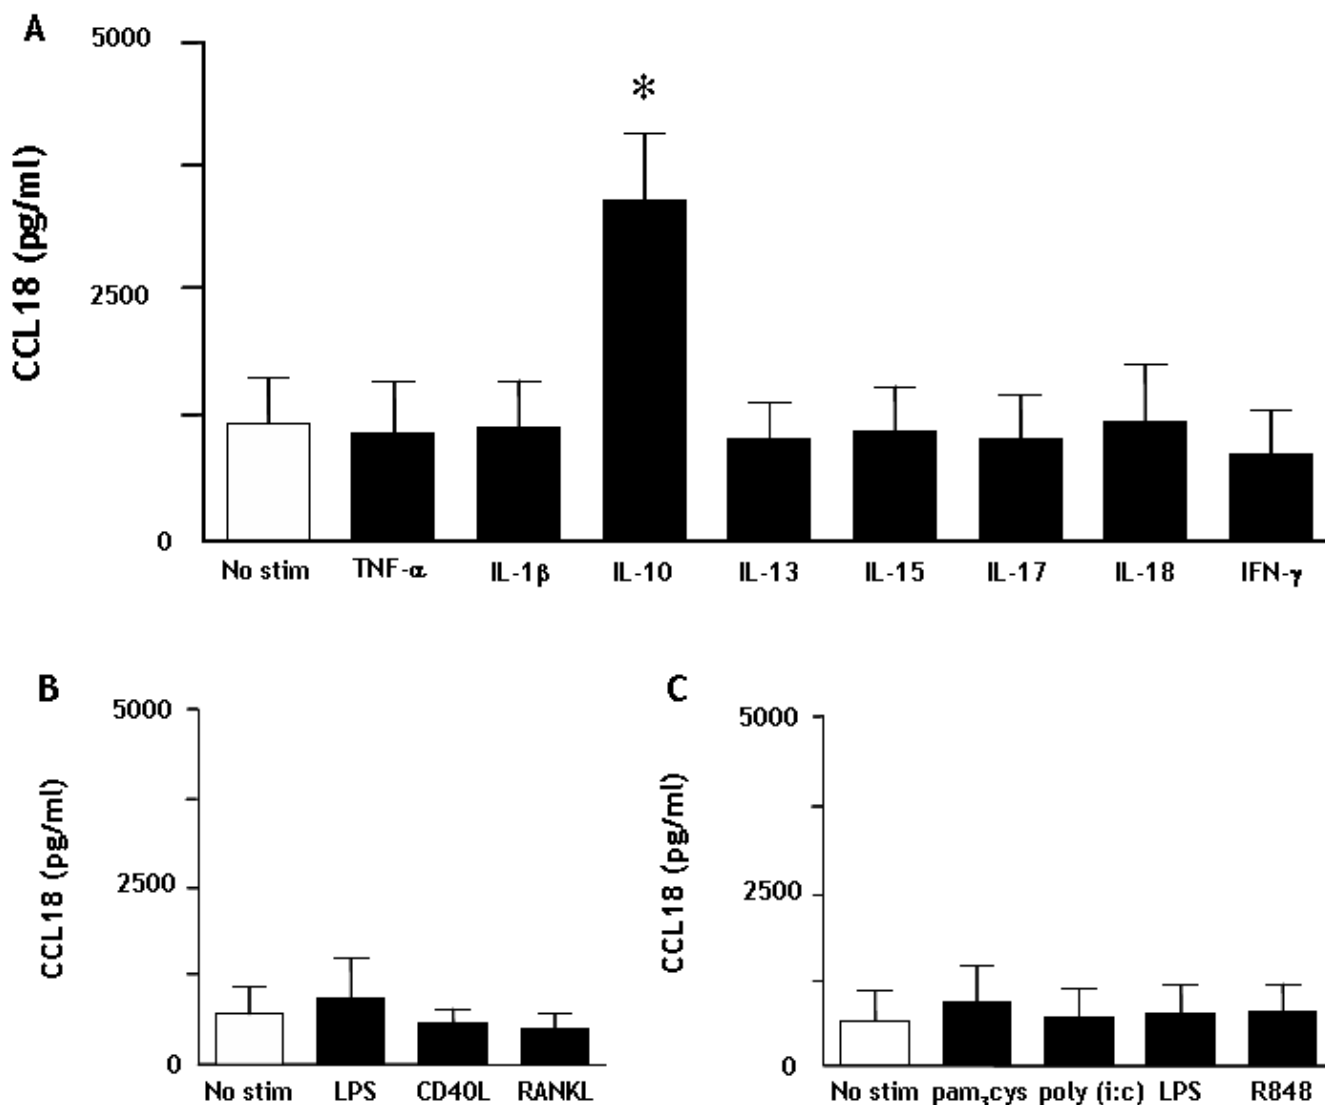 A
5000
*
CCL18 (pg/ml)
2500
0
No stim TNF-α IL-1β IL-10 IL-13 IL-15 IL-17 IL-18 IFN-γ
B
5000
CCL18 (pg/ml)
2500
0
No stim LPS CD40L RANKL
C
5000
CCL18 (pg/ml)
2500
0
No stim pam₃cys poly (i:c) LPS R848